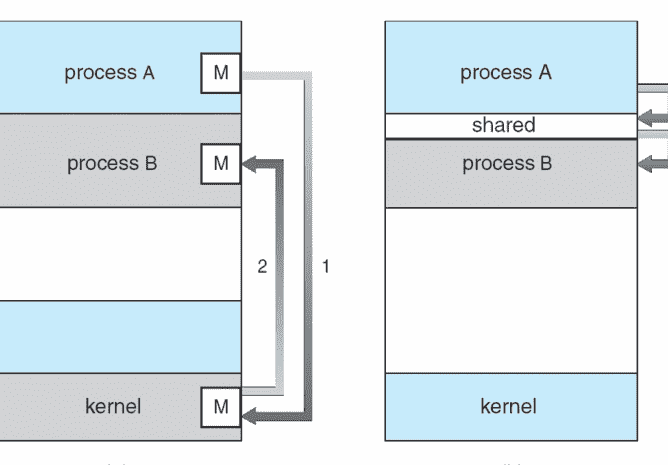 process A
M
process B
M
2
1
kernel
M
process A
shared
process B
kernel